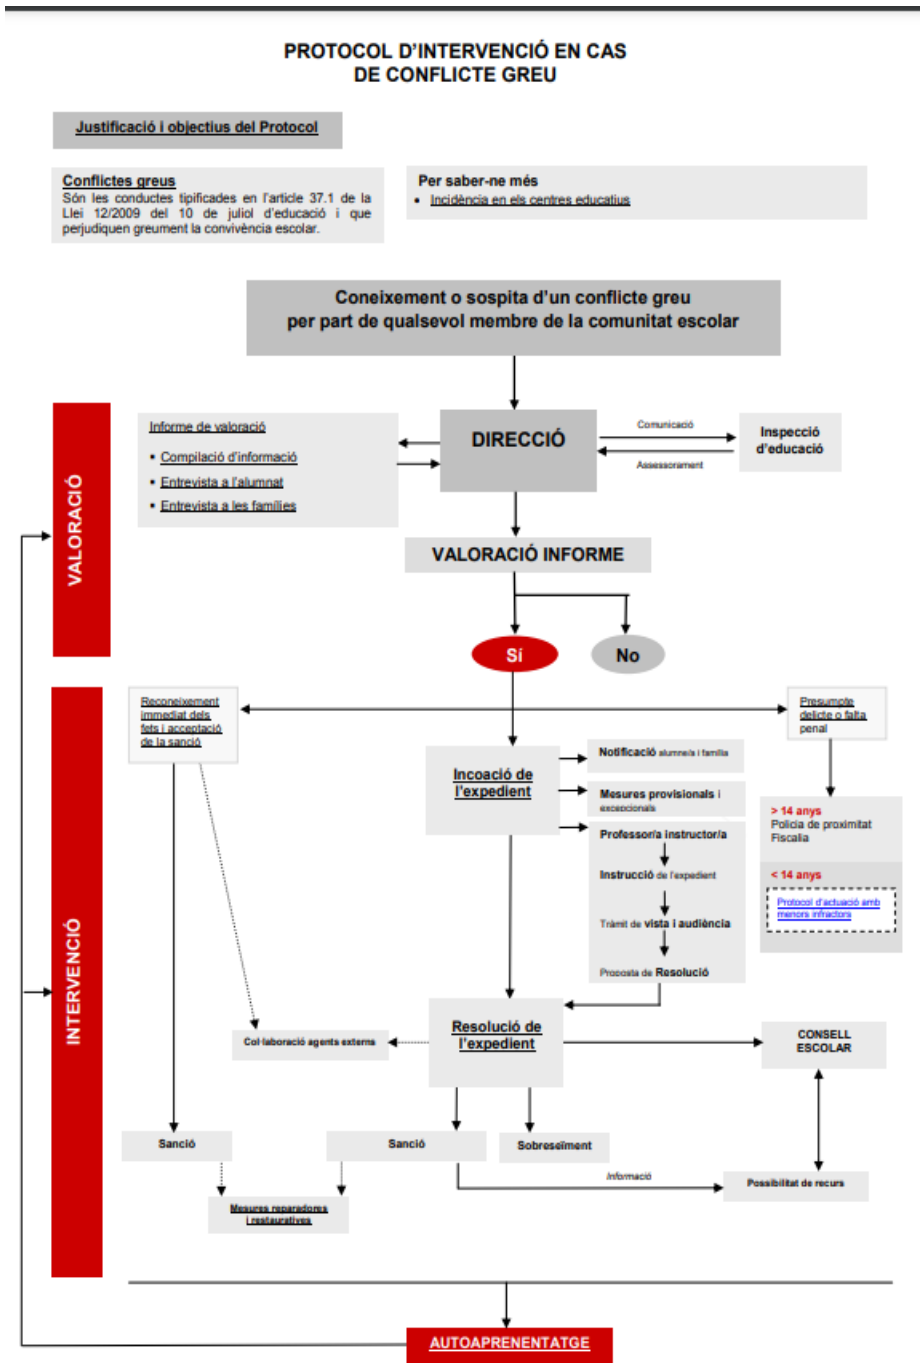 PROTOCOL D'INTERVENCIÓ EN CAS
DE CONFLICTE GREU
Justificació i objectius del Protocol
Conflictes greus
Són les conductes tipificades en l'article 37.1 de la
Llei 12/2009 del 10 de juliol d'educació i que
perjudiquen greument la convivència escolar.
Per saber-ne més
• Incidència en els centres educatius
Coneixement o sospita d'un conflicte greu
per part de qualsevol membre de la comunitat escolar
VALORACIÓ
Informe de valoració
▪ Compilació d'informació
▪ Entrevista a l'alumnat
▪ Entrevista a les famílies
DIRECCIÓ
Comunicació
Assessorament
Inspecció
d'educació
VALORACIÓ INFORME
Sí
No
INTERVENCIÓ
Reconeixement
immediat dels
fets i acceptació
de la sanció
Presumpte
delicte o falta
penal
Incoació de
l'expedient
Notificació alumne/a i família
Mesures provisionals i
excepcionals
Professor/a instructor/a
Instrucció de l'expedient
Tràmit de vista i audiència
Proposta de Resolució
> 14 anys
Policia de proximitat
Fiscalia
< 14 anys
Protocol d'actuació amb
menors infractors
Resolució de
l'expedient
Col·laboració agents externs
CONSELL
ESCOLAR
Sanció
Sanció
Sobreseïment
Informació
Possibilitat de recurs
Mesures reparadores
i restauratives
AUTOAPRENENTATGE